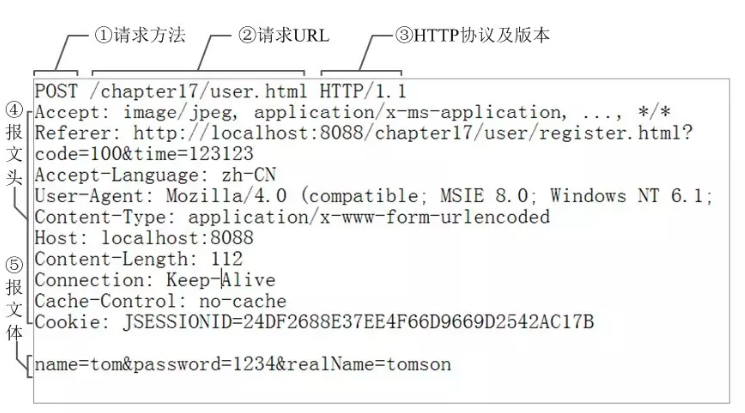 ①请求方法 ②请求URL ③HTTP协议及版本
POST /chapter17/user.html HTTP/1.1
④报文头
Accept: image/jpeg, application/x-ms-application, ..., */*
Referer: http://localhost:8088/chapter17/user/register.html?
code=100&time=123123
Accept-Language: zh-CN
User-Agent: Mozilla/4.0 (compatible; MSIE 8.0; Windows NT 6.1;
Content-Type: application/x-www-form-urlencoded
Host: localhost:8088
Content-Length: 112
Connection: Keep-Alive
Cache-Control: no-cache
Cookie: JSESSIONID=24DF2688E37EE4F66D9669D2542AC17B
⑤报文体
name=tom&password=1234&realName=tomson